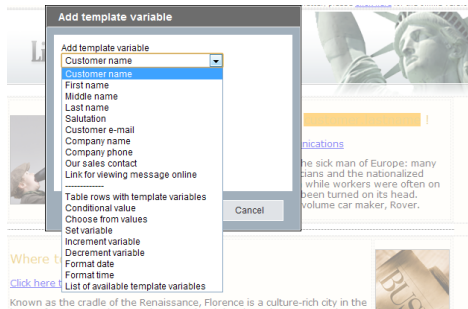 Add template variable
Add template variable
Customer name
Customer name
First name
Middle name
Last name
Salutation
Customer e-mail
Company name
Company phone
Our sales contact
Link for viewing message online
-------------
Table rows with template variables
Conditional value
Choose from values
Set variable
Increment variable
Decrement variable
Format date
Format time
List of available template variables
Cancel
Li
!
nications
he sick man of Europe: many
cians and the nationalized
while workers were often on
been turned on its head.
volume car maker, Rover.
Where t
Click here t
Known as the cradle of the Renaissance, Florence is a culture-rich city in the
BUS